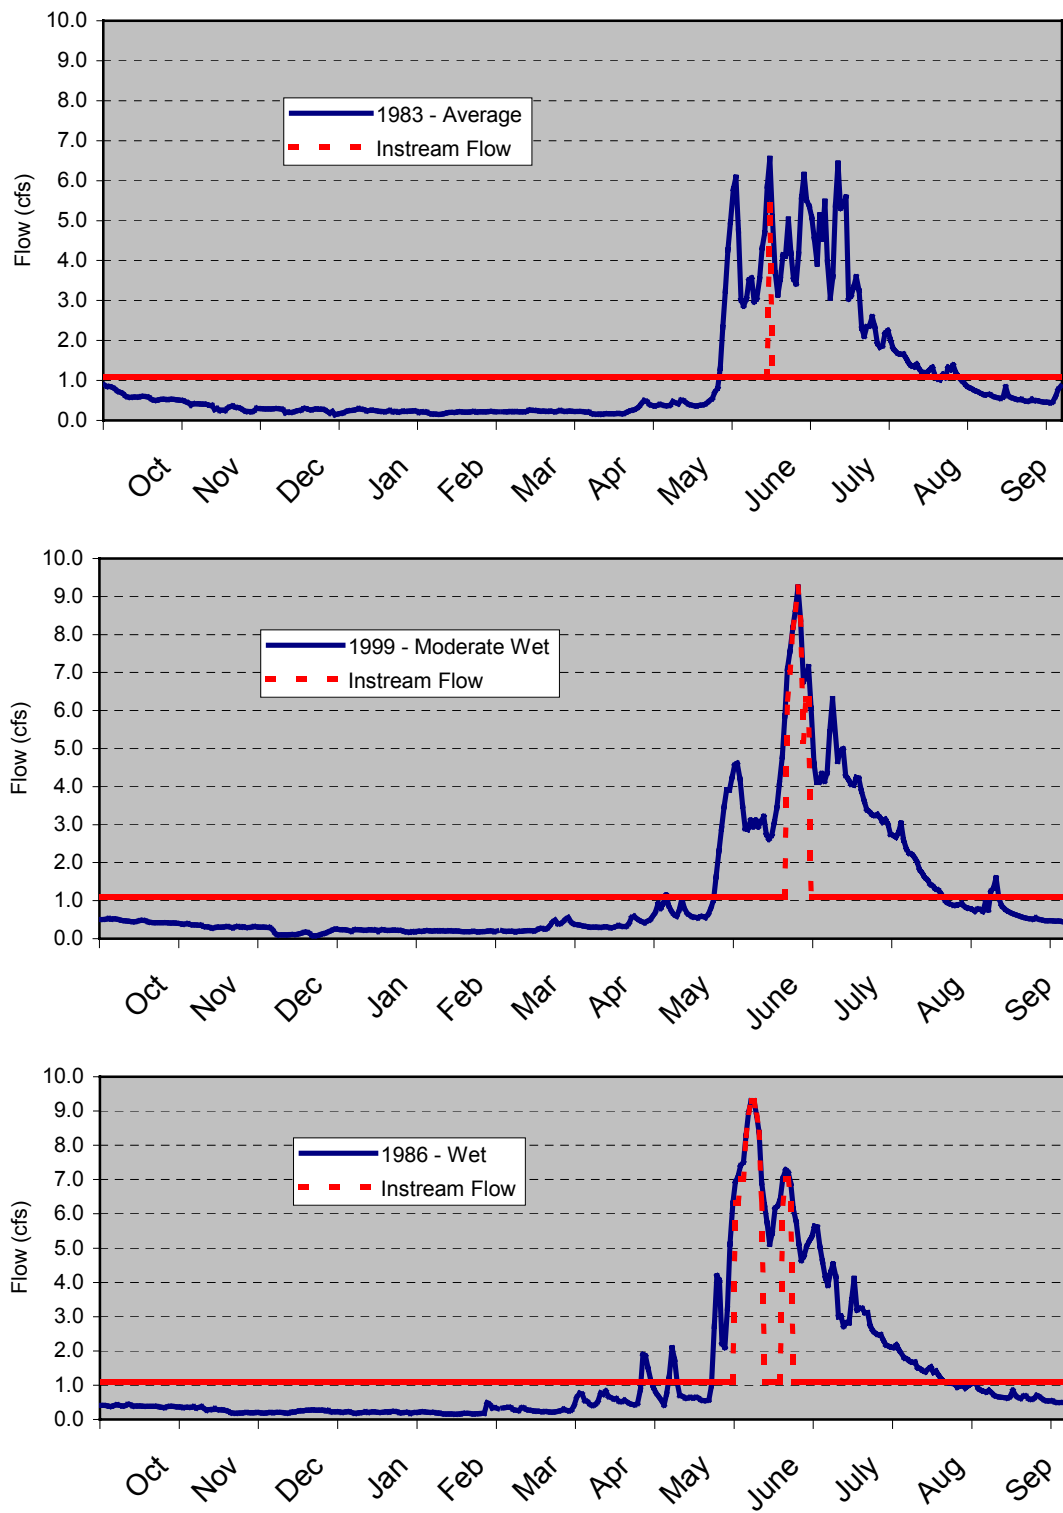 10.0
9.0
8.0
7.0
6.0
5.0
4.0
3.0
2.0
1.0
0.0
Flow (cfs)
1983 - Average
Instream Flow
Oct Nov Dec Jan Feb Mar Apr May June July Aug Sep
10.0
9.0
8.0
7.0
6.0
5.0
4.0
3.0
2.0
1.0
0.0
Flow (cfs)
1999 - Moderate Wet
Instream Flow
Oct Nov Dec Jan Feb Mar Apr May June July Aug Sep
10.0
9.0
8.0
7.0
6.0
5.0
4.0
3.0
2.0
1.0
0.0
Flow (cfs)
1986 - Wet
Instream Flow
Oct Nov Dec Jan Feb Mar Apr May June July Aug Sep